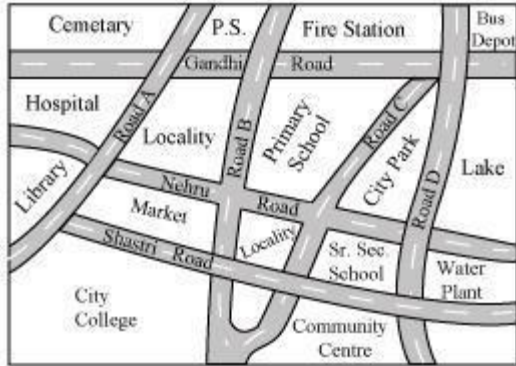 Cemetary
P.S.
Fire Station
Bus
Depot
Gandhi Road
Hospital
Road A
Locality
Road B
Primary
School
Road C
City Park
Road D
Lake
Library
Nehru Road
Market
Locality
Shastri Road
Sr. Sec.
School
Water
Plant
City
College
Community
Centre